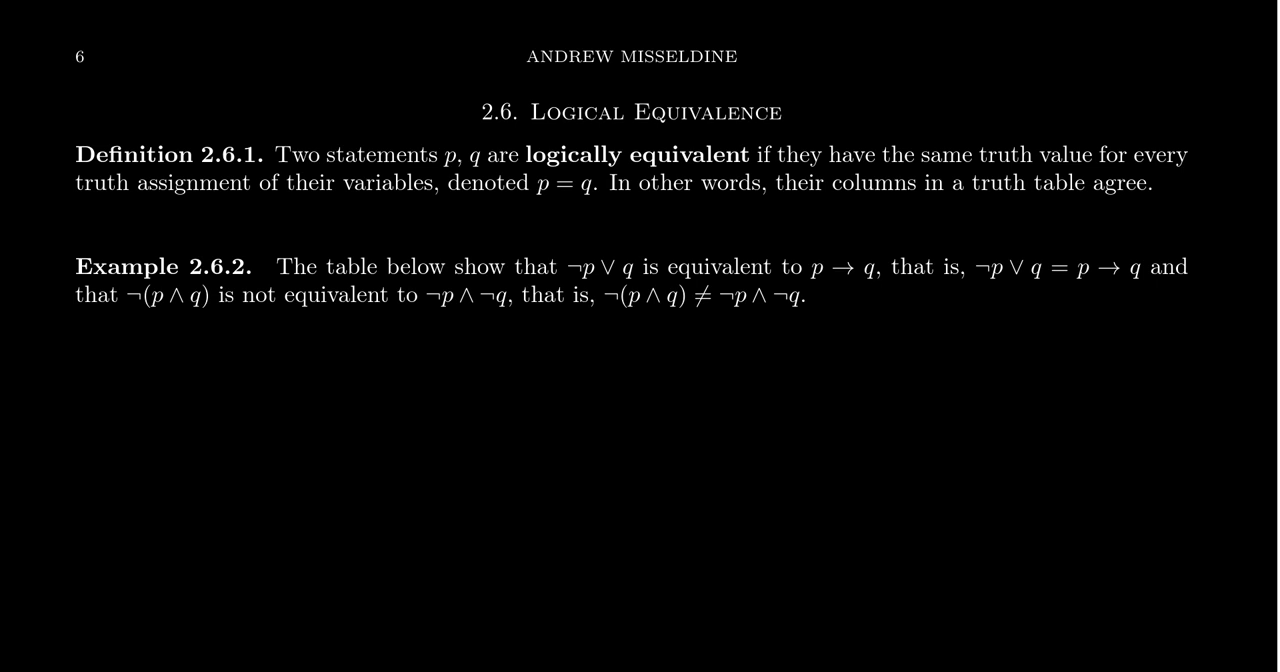 6
ANDREW MISSELDINE
2.6. Logical Equivalence
Definition 2.6.1. Two statements p, q are logically equivalent if they have the same truth value for every
truth assignment of their variables, denoted p = q. In other words, their columns in a truth table agree.
Example 2.6.2. The table below show that ¬p ∨ q is equivalent to p → q, that is, ¬p ∨ q = p → q and
that ¬(p ∧ q) is not equivalent to ¬p ∧ ¬q, that is, ¬(p ∧ q) ≠ ¬p ∧ ¬q.